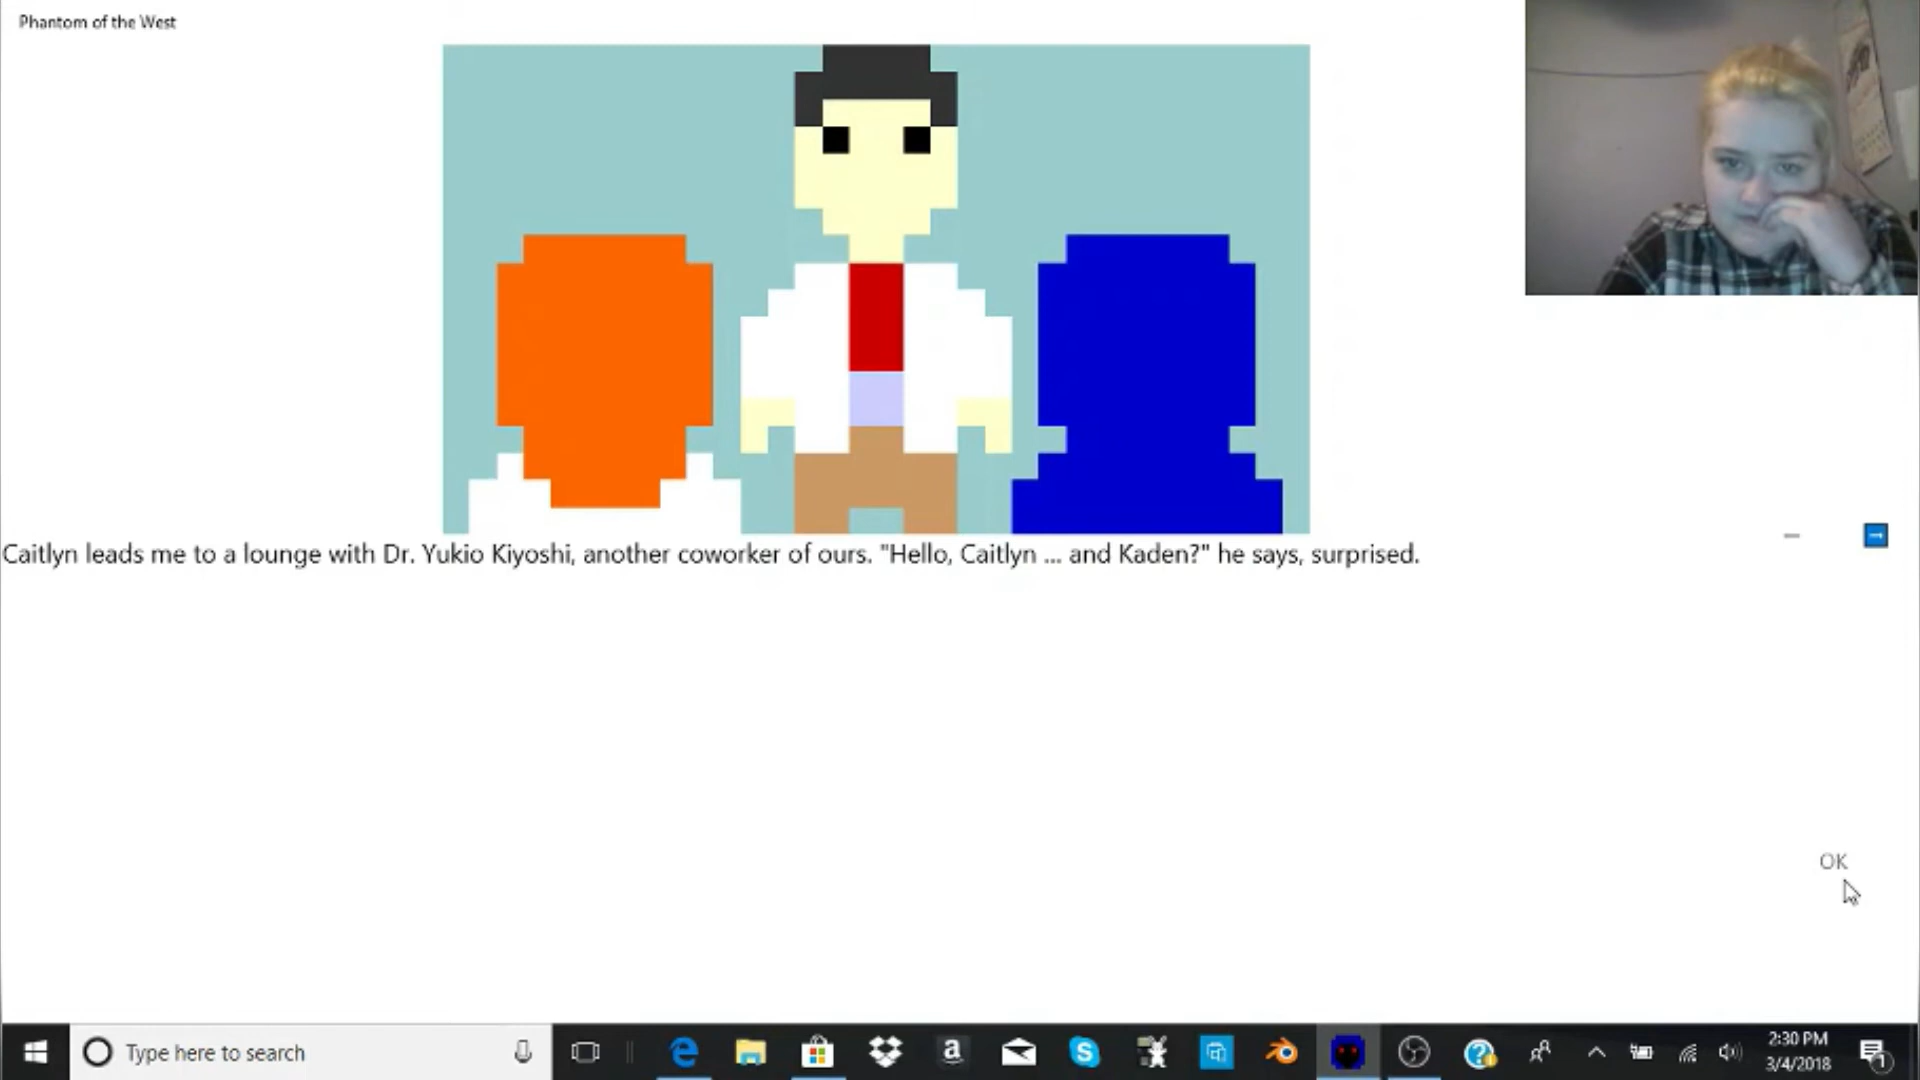 Phantom of the West
Caitlyn leads me to a lounge with Dr. Yukio Kiyoshi, another coworker of ours. "Hello, Caitlyn ... and Kaden?" he says, surprised.
OK
Type here to search
2:30 PM
3/4/2018
1